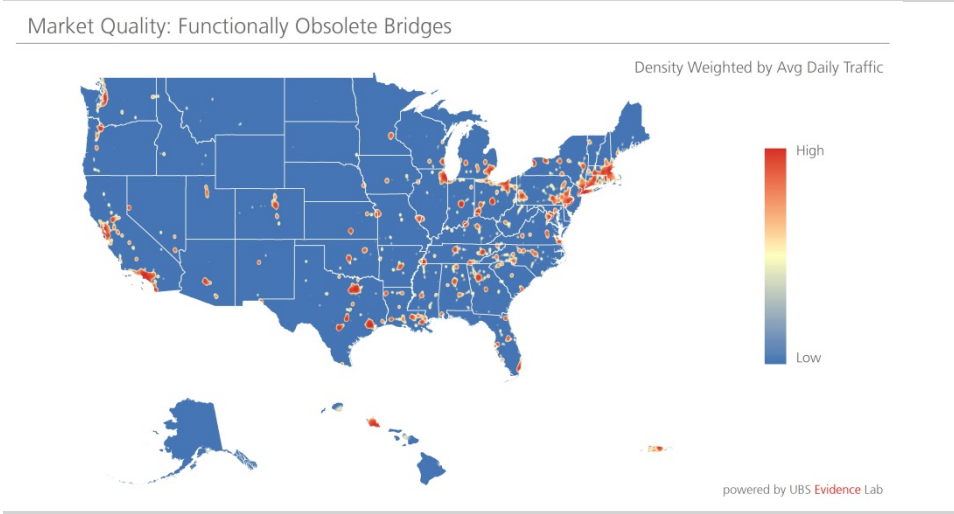 Market Quality: Functionally Obsolete Bridges
Density Weighted by Avg Daily Traffic
High
Low
powered by UBS Evidence Lab